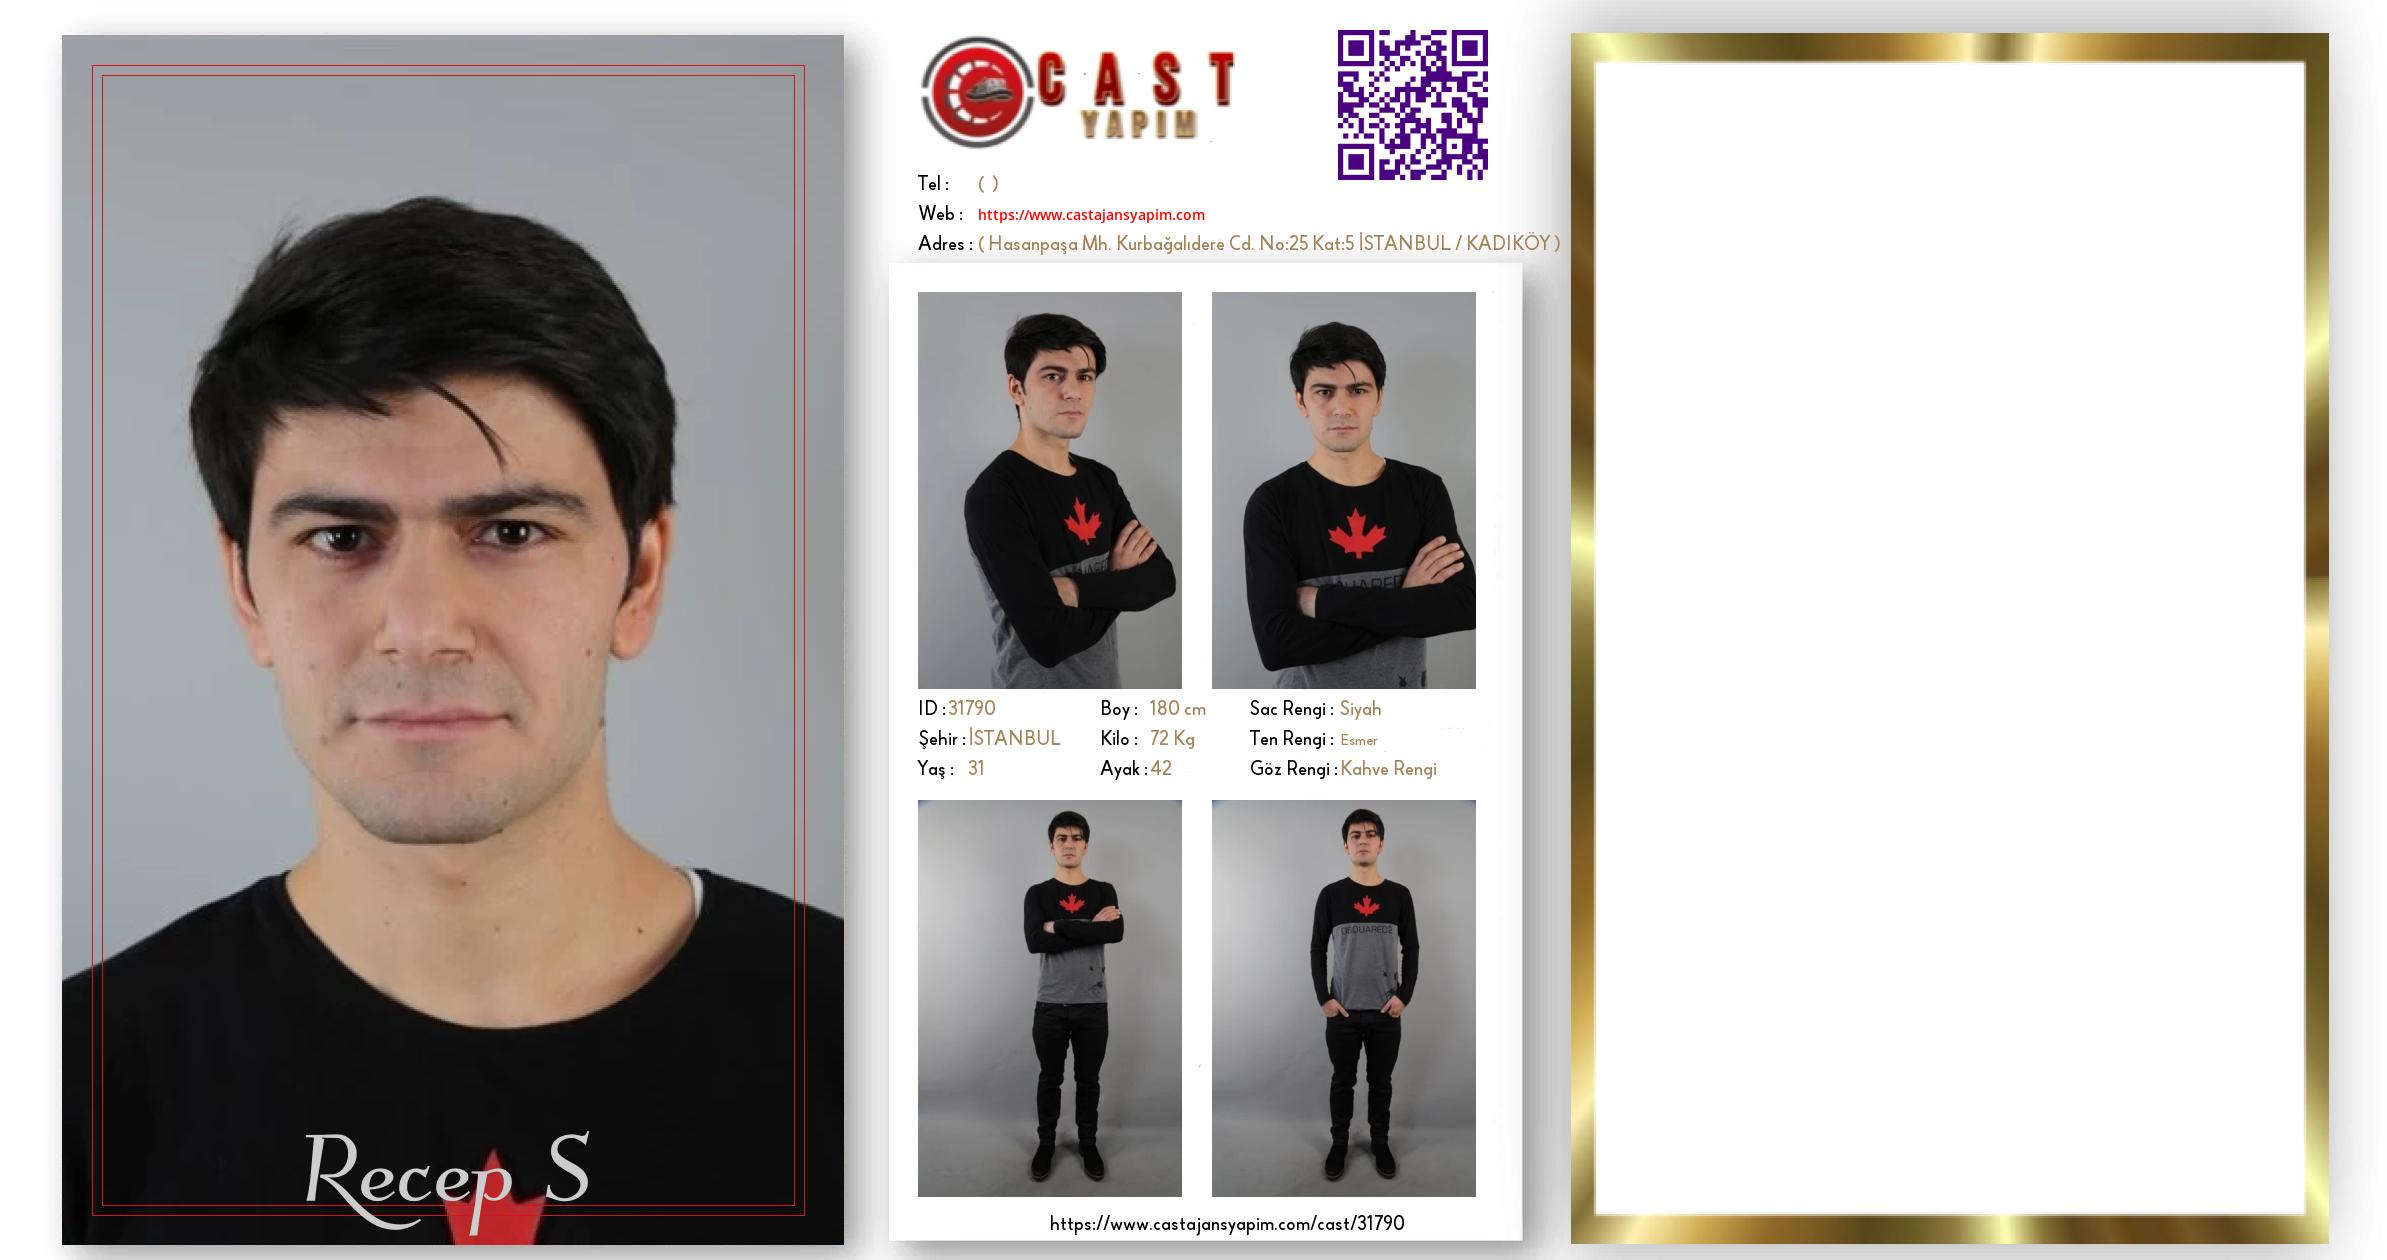 Recep S
CAST
YAPIM
Tel : ( )
Web : https://www.castajansyapim.com
Adres : ( Hasanpaşa Mh. Kurbağalıdere Cd. No:25 Kat:5 İSTANBUL / KADIKÖY )
ID : 31790 Boy : 180 cm Sac Rengi : Siyah
Şehir : İSTANBUL Kilo : 72 Kg Ten Rengi : Esmer
Yaş : 31 Ayak : 42 Göz Rengi : Kahve Rengi
DSQUARED2
https://www.castajansyapim.com/cast/31790